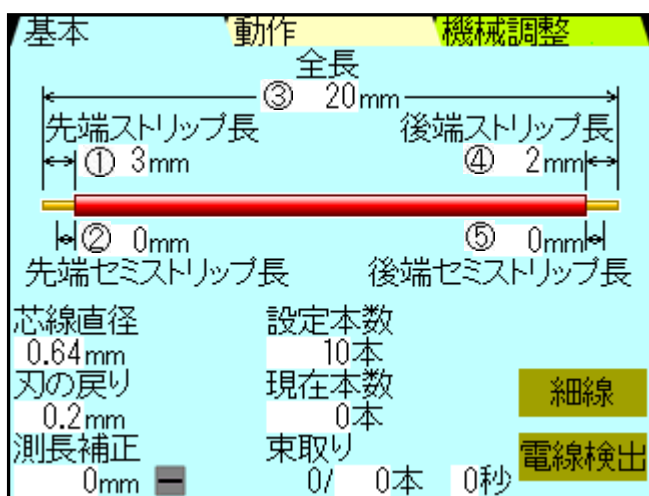 基本 動作 機械調整
全長
③ 20mm
先端ストリップ長 後端ストリップ長
① 3mm ④ 2mm
② 0mm ⑤ 0mm
先端セミストリップ長 後端セミストリップ長
芯線直径 設定本数
0.64mm 10本
刃の戻り 現在本数 細線
0.2mm 0本
測長補正 束取り 電線検出
0mm ー 0/ 0本 0秒